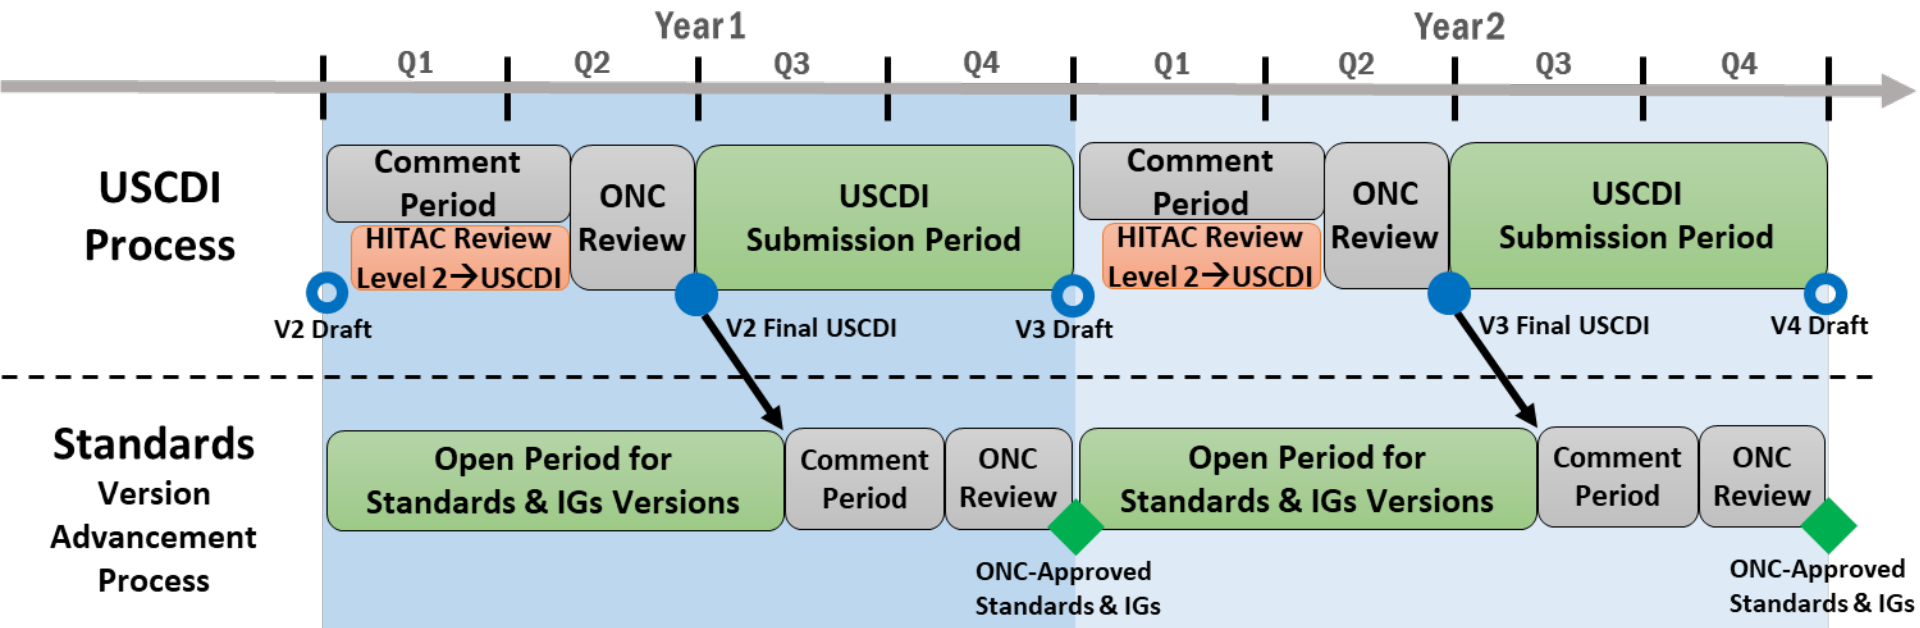 Year1
Year2
Q1
Q2
Q3
Q4
Q1
Q2
Q3
Q4
USCDI
Process
Comment
Period
HITAC Review
Level 2→USCDI
ONC
Review
USCDI
Submission Period
Comment
Period
HITAC Review
Level 2→USCDI
ONC
Review
USCDI
Submission Period
V2 Draft
V2 Final USCDI
V3 Draft
V3 Final USCDI
V4 Draft
Standards
Version
Advancement
Process
Open Period for
Standards & IGs Versions
Comment
Period
ONC
Review
Open Period for
Standards & IGs Versions
Comment
Period
ONC
Review
ONC-Approved
Standards & IGs
ONC-Approved
Standards & IGs